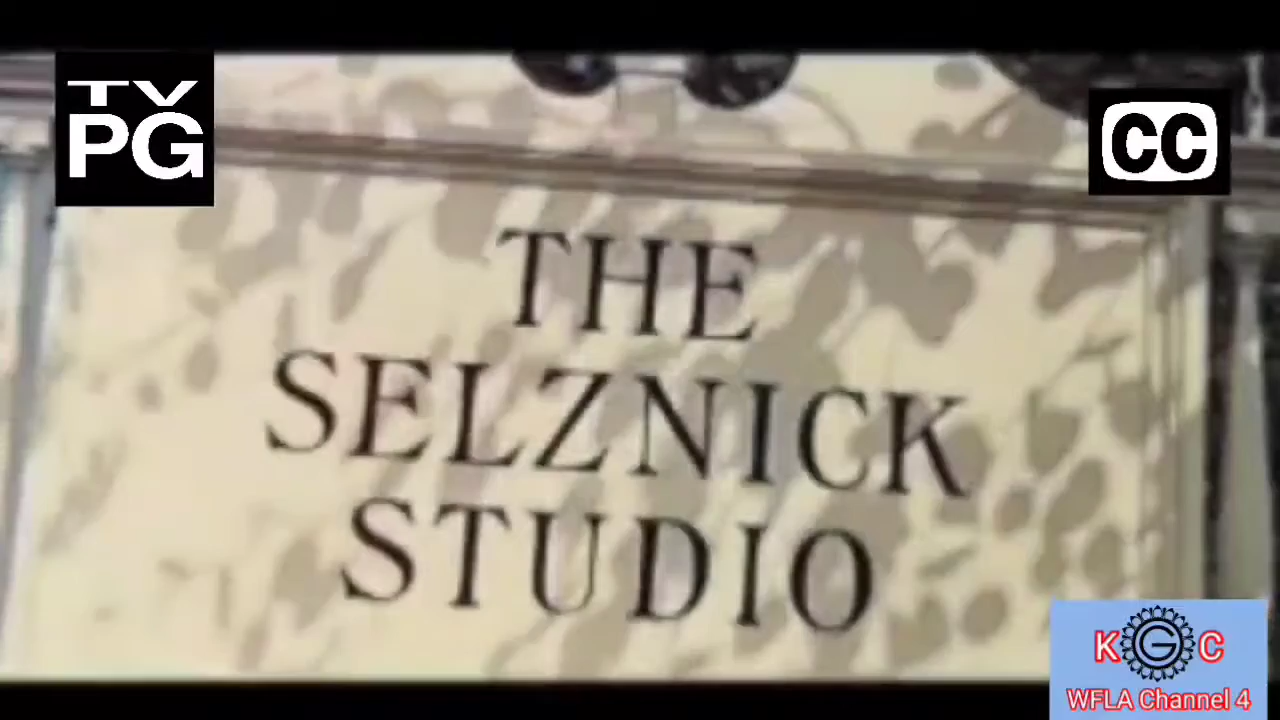 TV
PG
CC
THE
SELZNICK
STUDIO
K G C
WFLA Channel 4